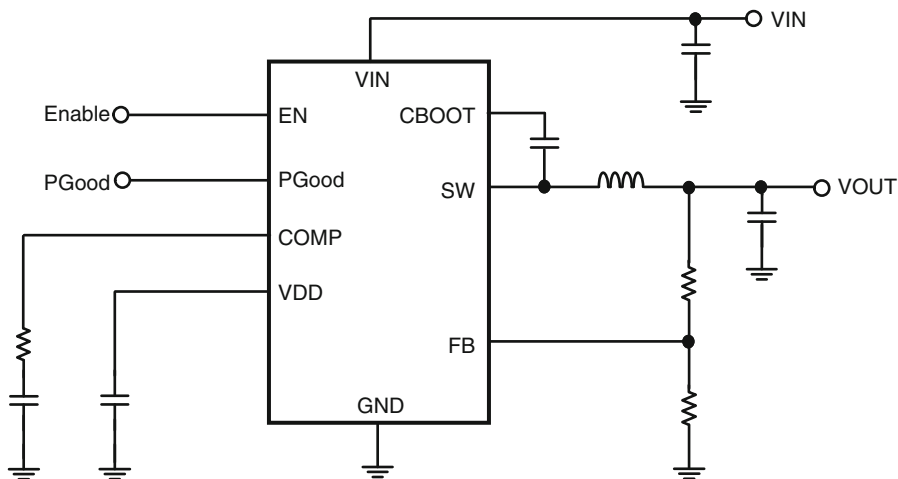 VIN
VIN
Enable
EN
CBOOT
PGood
PGood
SW
VOUT
COMP
VDD
FB
GND